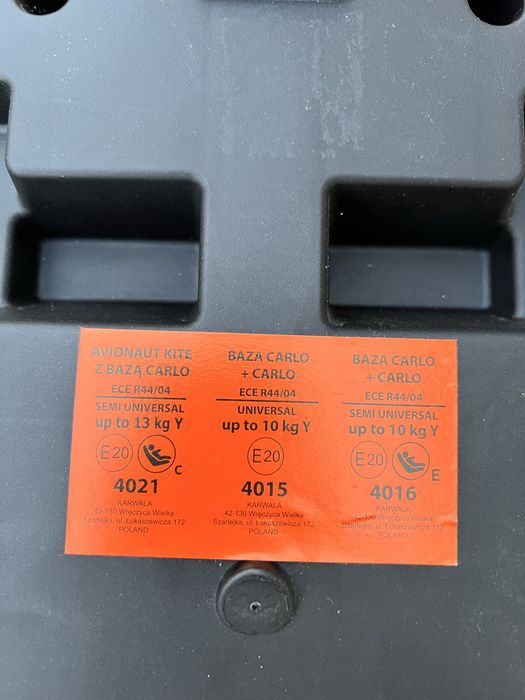 AVIONAUT KITE
Z BAZĄ CARLO
ECE R44/04
SEMI UNIVERSAL
up to 13 kg Y
E20
C
4021
KARWALA
42-130 Wręczyca Wielka
Szarlejka, ul. Łukaszewicza 172
POLAND
BAZA CARLO
+ CARLO
ECE R44/04
UNIVERSAL
up to 10 kg Y
E20
4015
KARWALA
42-130 Wręczyca Wielka
Szarlejka, ul. Łukaszewicza 172
POLAND
BAZA CARLO
+ CARLO
ECE R44/04
SEMI UNIVERSAL
up to 10 kg Y
E20
E
4016
KARWALA
42-130 Wręczyca Wielka
Szarlejka, ul. Łukaszewicza 172
POLAND